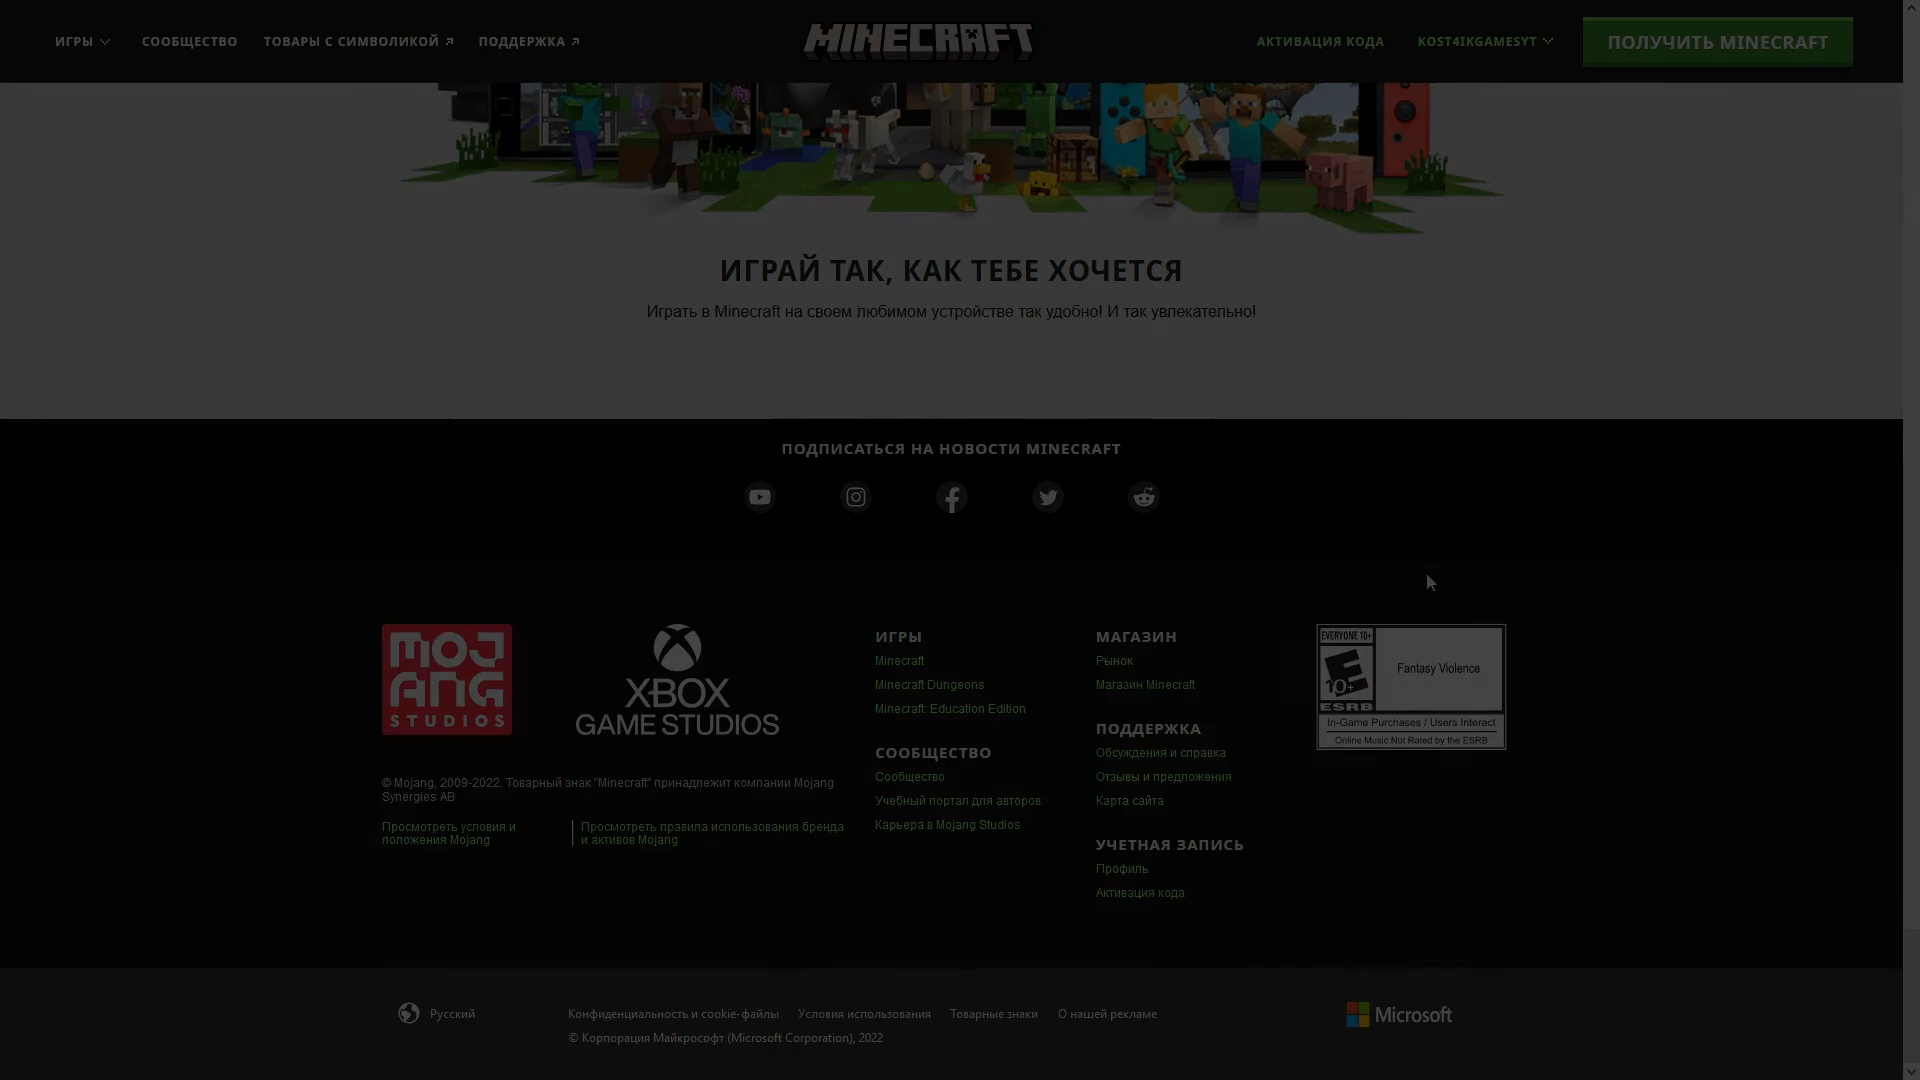 ИГРЫ
СООБЩЕСТВО
ТОВАРЫ С СИМВОЛИКОЙ
ПОДДЕРЖКА
MINECRAFT
АКТИВАЦИЯ КОДА
KOST4IKGAMESYT
ПОЛУЧИТЬ MINECRAFT
ИГРАЙ ТАК, КАК ТЕБЕ ХОЧЕТСЯ
Играть в Minecraft на своем любимом устройстве так удобно! И так увлекательно!
ПОДПИСАТЬСЯ НА НОВОСТИ MINECRAFT
MOJANG
STUDIOS
XBOX
GAME STUDIOS
© Mojang, 2009-2022. Товарный знак "Minecraft" принадлежит компании Mojang
Synergies AB
Просмотреть условия и
положения Mojang
Просмотреть правила использования бренда
и активов Mojang
ИГРЫ
Minecraft
Minecraft Dungeons
Minecraft: Education Edition
СООБЩЕСТВО
Сообщество
Учебный портал для авторов
Карьера в Mojang Studios
МАГАЗИН
Рынок
Магазин Minecraft
ПОДДЕРЖКА
Обсуждения и справка
Отзывы и предложения
Карта сайта
УЧЕТНАЯ ЗАПИСЬ
Профиль
Активация кода
EVERYONE 10+
E 10+
ESRB
Fantasy Violence
In-Game Purchases / Users Interact
Online Music Not Rated by the ESRB
Русский
Конфиденциальность и cookie-файлы
Условия использования
Товарные знаки
О нашей рекламе
© Корпорация Майкрософт (Microsoft Corporation), 2022
Microsoft